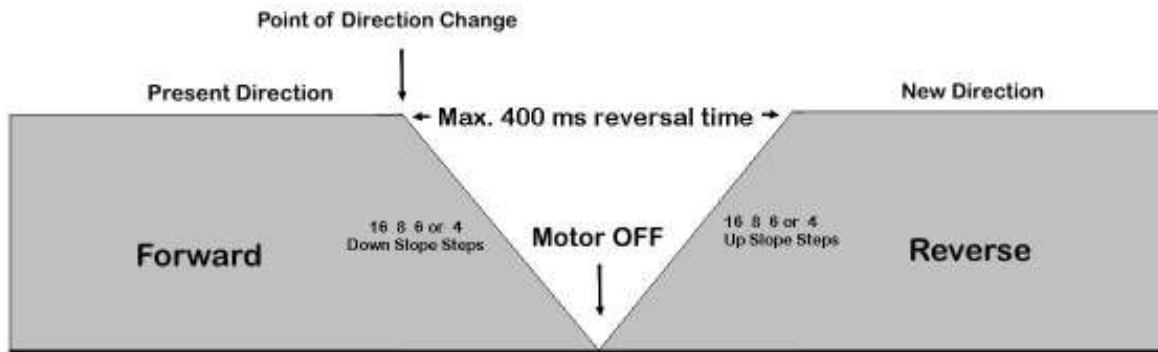 Point of Direction Change
Present Direction
New Direction
Max. 400 ms reversal time
16 8 6 or 4
Down Slope Steps
16 8 6 or 4
Up Slope Steps
Motor OFF
Forward
Reverse